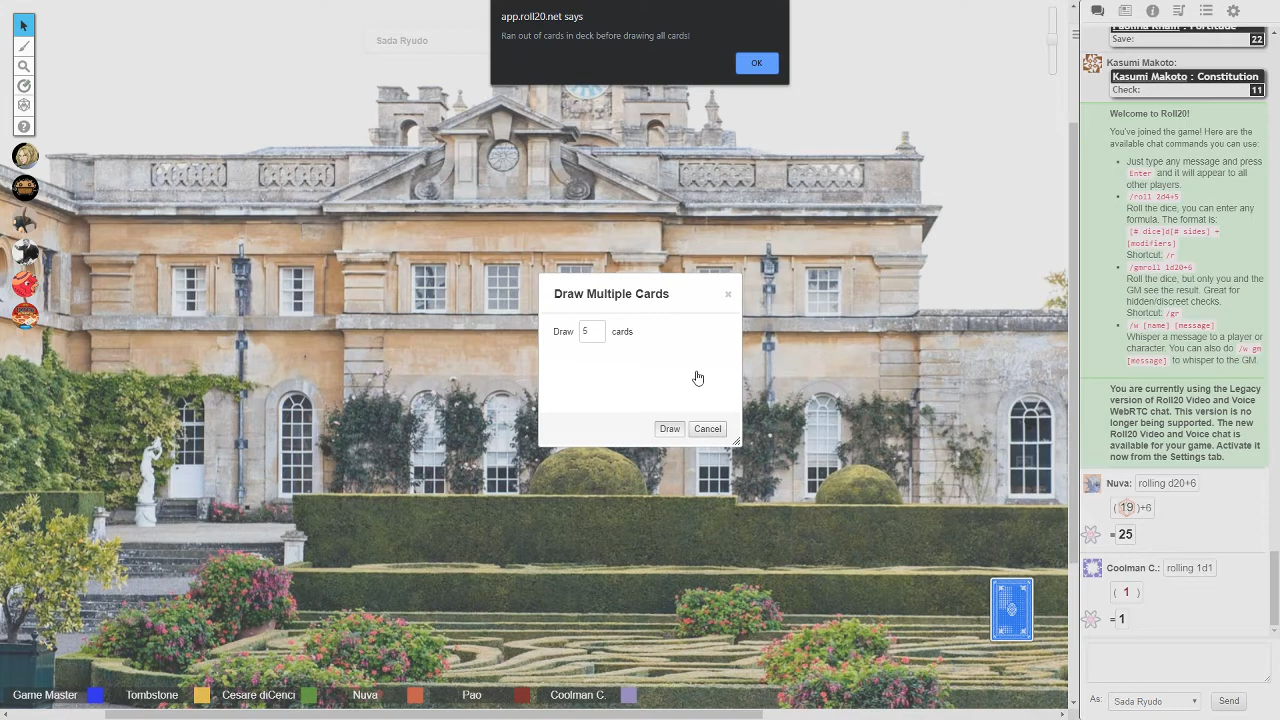 app.roll20.net says
Ran out of cards in deck before drawing all cards!
OK
Sada Ryudo
Draw Multiple Cards
×
Draw 5 cards
Draw Cancel
Game Master
Tombstone
Cesare diCenci
Nuva
Pao
Coolman C.
Save: 22
Kasumi Makoto:
Kasumi Makoto : Constitution
Check: 11
Welcome to Roll20!
You've joined the game! Here are the
available chat commands you can use:
• Just type any message and press
Enter and it will appear to all
other players.
• /roll 2d4+5
Roll the dice, you can enter any
formula. The format is:
[# dice]d[# sides] +
[modifiers]
Shortcut: /r
• /gmroll 1d20+6
Roll the dice, but only you and the
GM see the result. Great for
hidden/discreet checks.
Shortcut: /gr
• /w [name] [message]
Whisper a message to a player or
character. You can also do /w gm
[message] to whisper to the GM.
You are currently using the Legacy
version of Roll20 Video and Voice
WebRTC chat. This version is no
longer being supported. The new
Roll20 Video and Voice chat is
available for your game. Activate it
now from the Settings tab.
Nuva: rolling d20+6
(19)+6
= 25
Coolman C.: rolling 1d1
( 1 )
= 1
As: Sada Ryudo Send